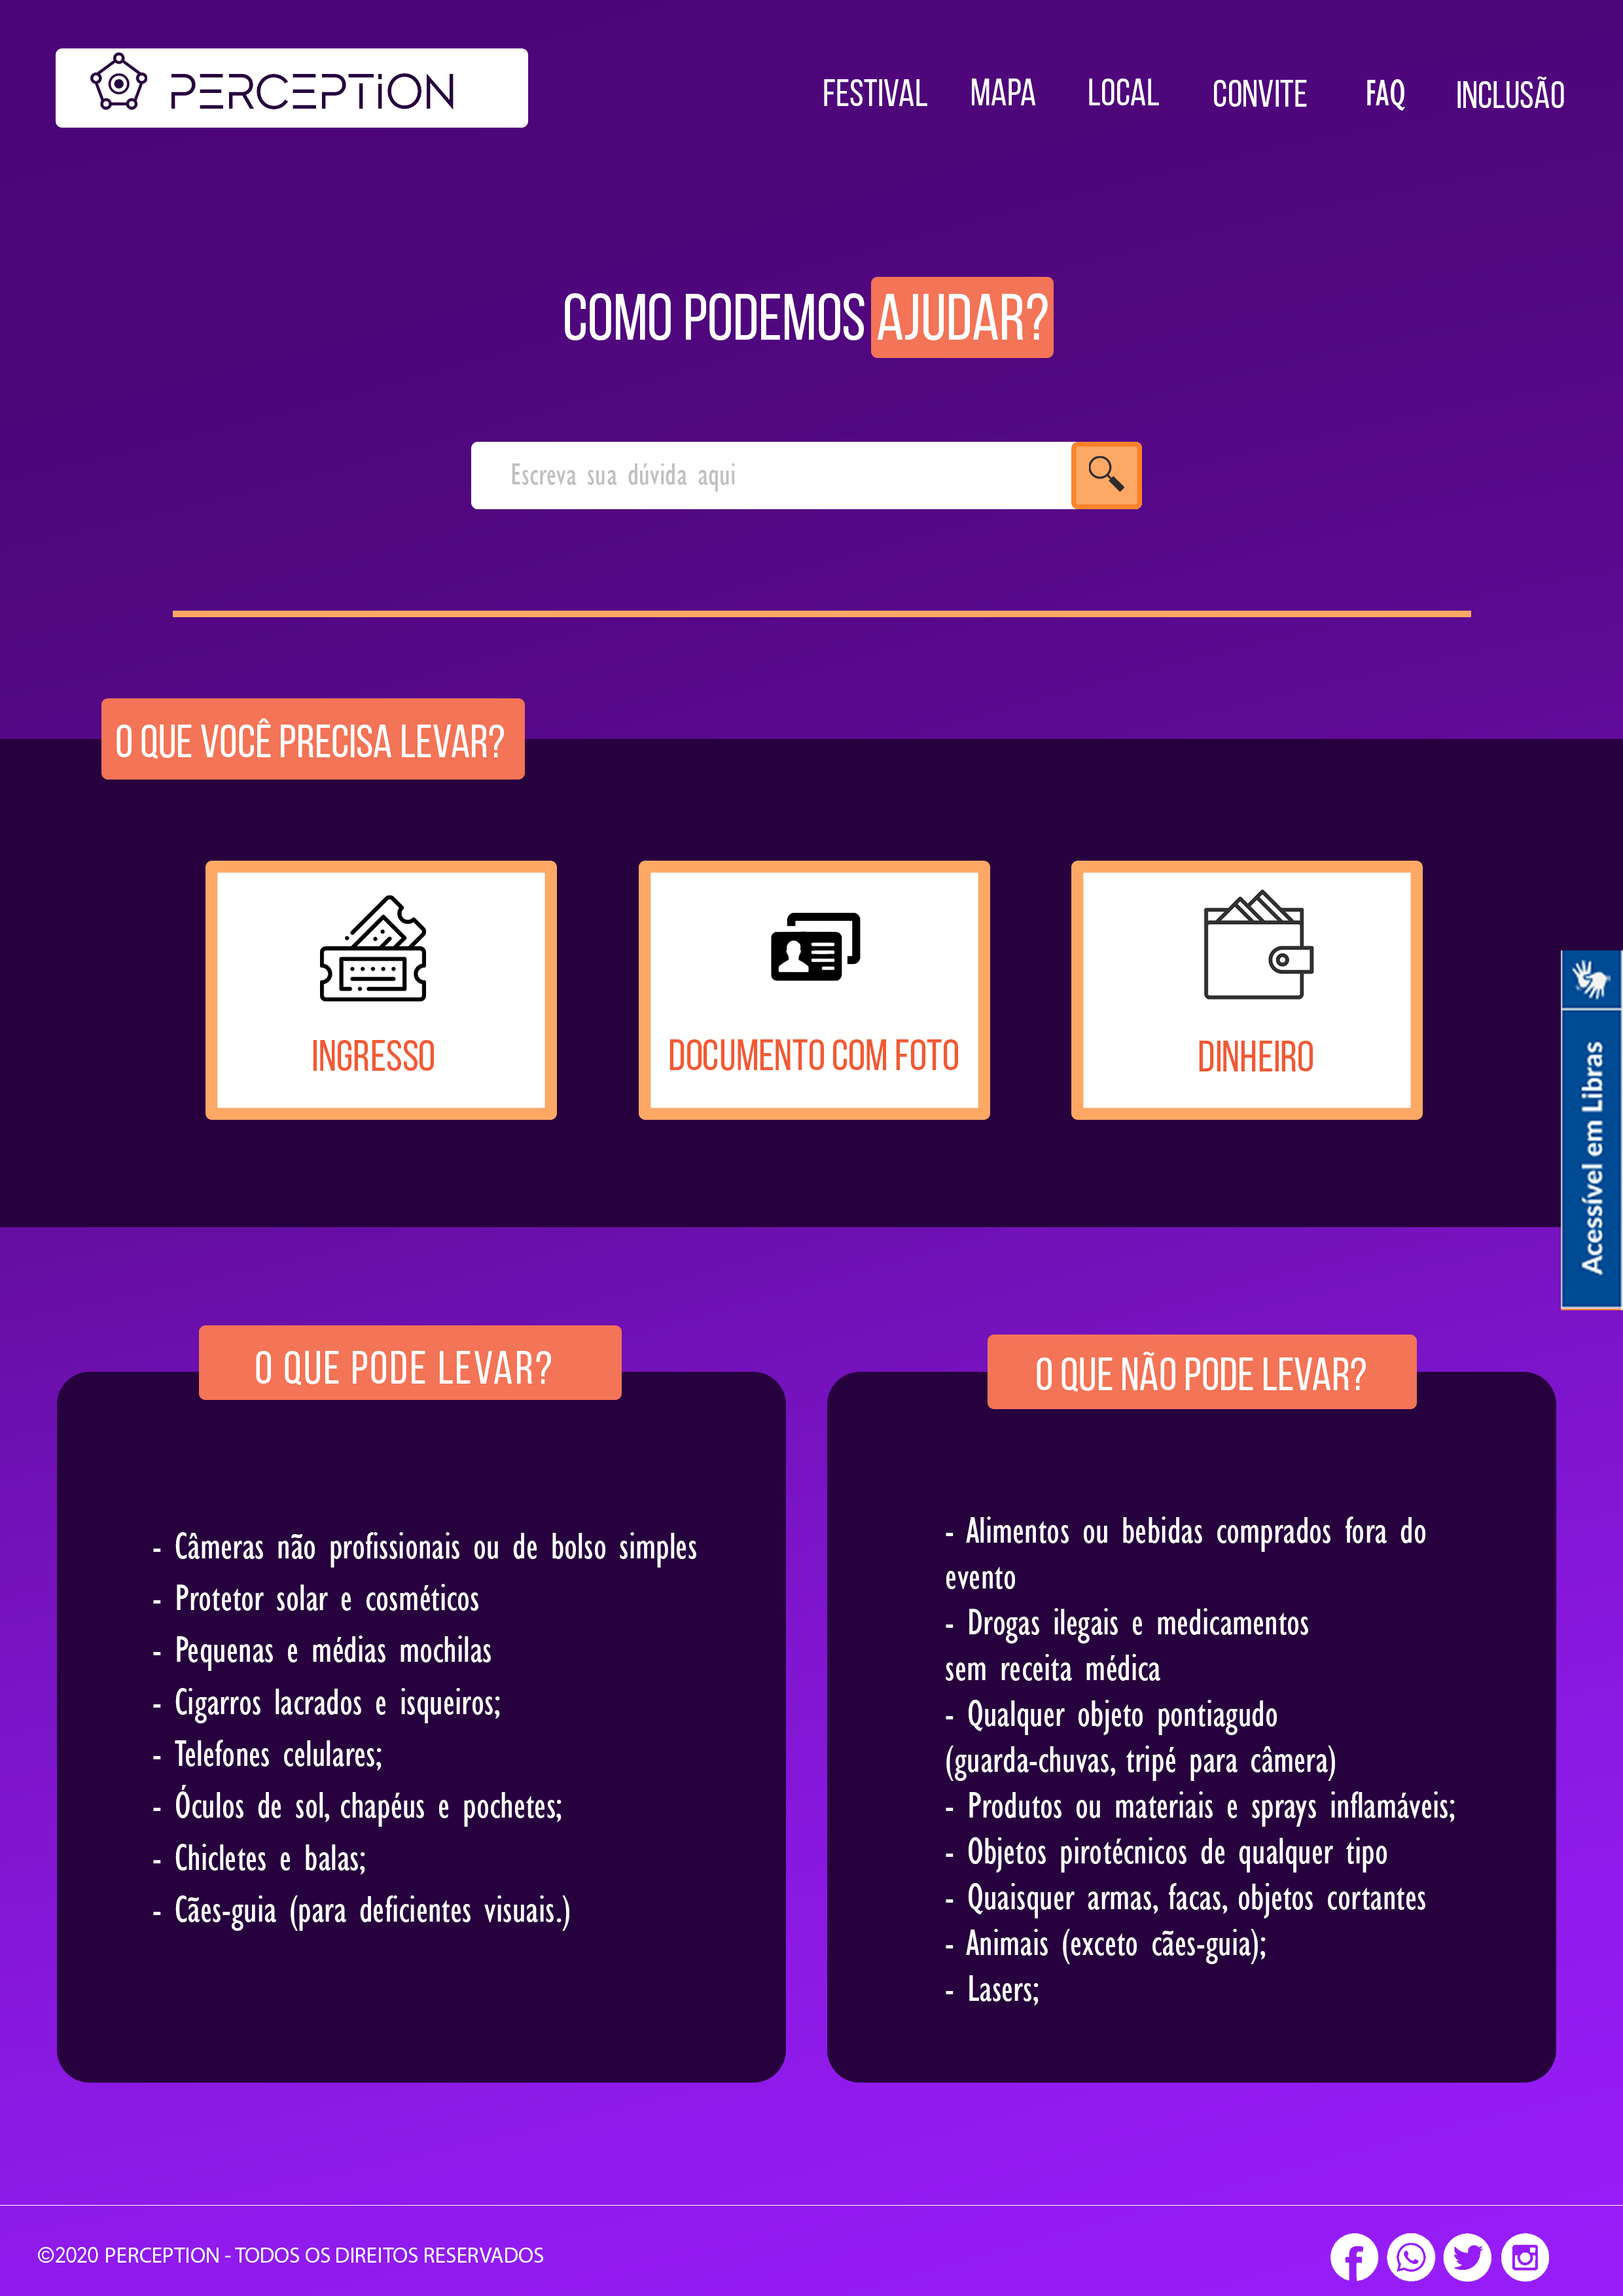 PERCEPTION
FESTIVAL MAPA LOCAL CONVITE FAQ INCLUSÃO
COMO PODEMOS AJUDAR?
Escreva sua dúvida aqui
O QUE VOCÊ PRECISA LEVAR?
INGRESSO
DOCUMENTO COM FOTO
DINHEIRO
Acessível em Libras
O QUE PODE LEVAR?
- Câmeras não profissionais ou de bolso simples
- Protetor solar e cosméticos
- Pequenas e médias mochilas
- Cigarros lacrados e isqueiros;
- Telefones celulares;
- Óculos de sol, chapéus e pochetes;
- Chicletes e balas;
- Cães-guia (para deficientes visuais.)
O QUE NÃO PODE LEVAR?
- Alimentos ou bebidas comprados fora do
evento
- Drogas ilegais e medicamentos
sem receita médica
- Qualquer objeto pontiagudo
(guarda-chuvas, tripé para câmera)
- Produtos ou materiais e sprays inflamáveis;
- Objetos pirotécnicos de qualquer tipo
- Quaisquer armas, facas, objetos cortantes
- Animais (exceto cães-guia);
- Lasers;
©2020 PERCEPTION - TODOS OS DIREITOS RESERVADOS